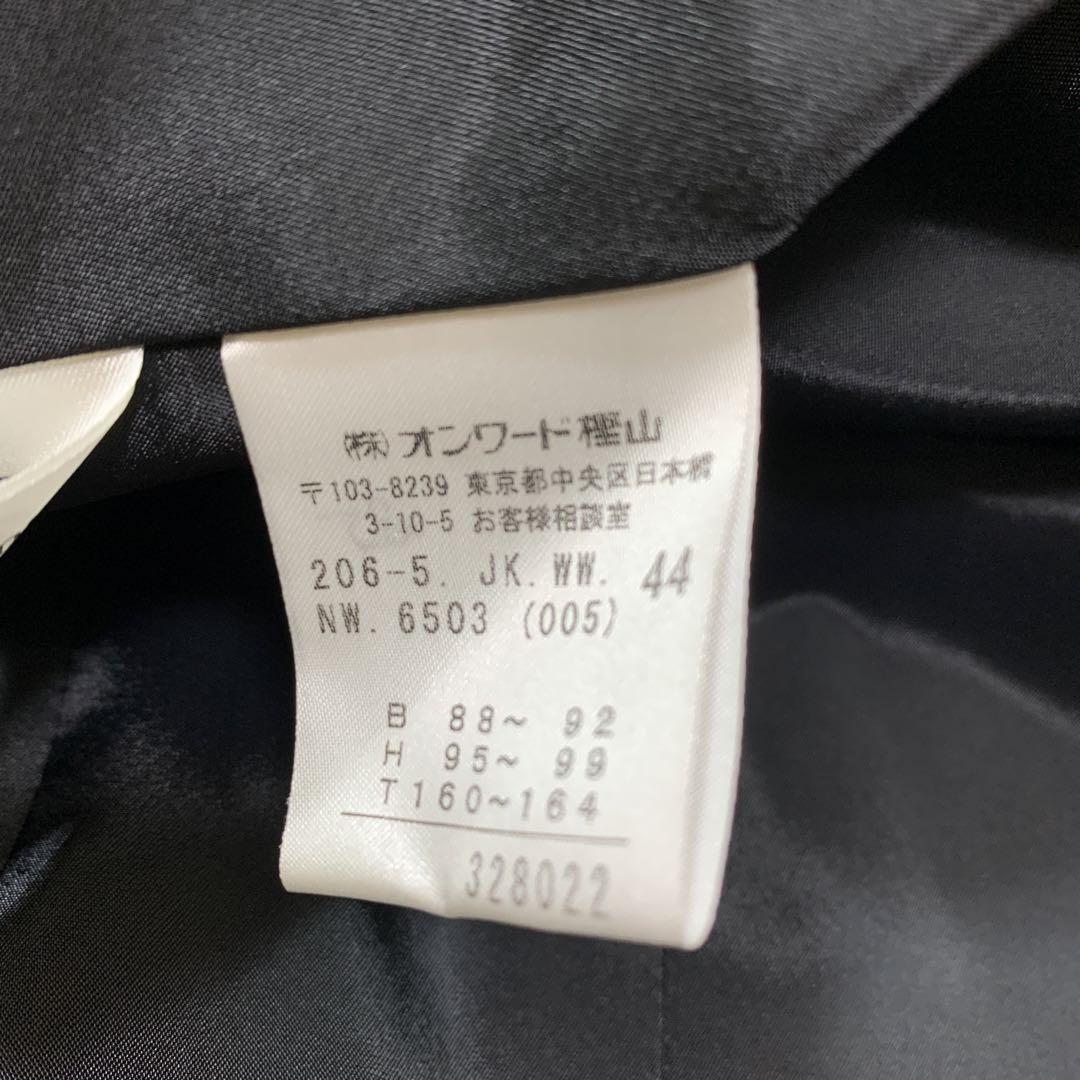 (株)オンワード樫山
〒103-8239 東京都中央区日本橋
3-10-5 お客様相談室
206-5. JK. WW. 44
NW. 6503 (005)
B 88~ 92
H 95~ 99
T160~164
328022